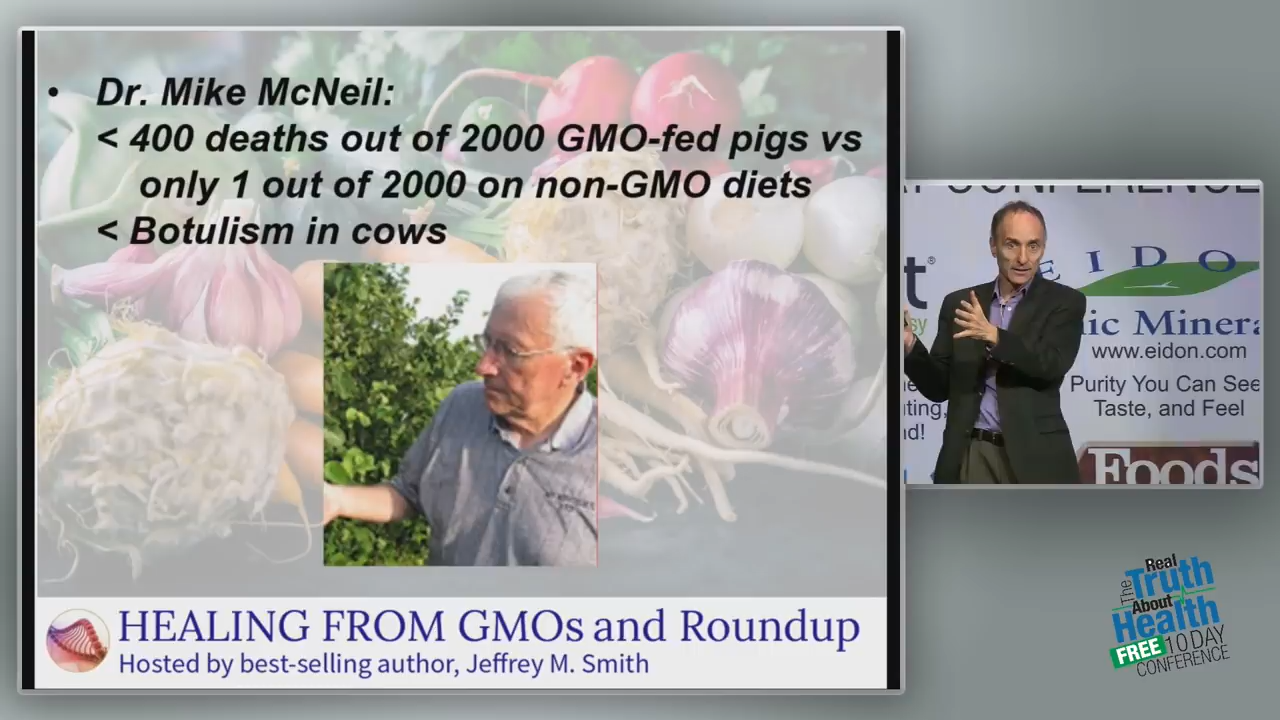 • Dr. Mike McNeil:
< 400 deaths out of 2000 GMO-fed pigs vs
only 1 out of 2000 on non-GMO diets
< Botulism in cows
HEALING FROM GMOs and Roundup
Hosted by best-selling author, Jeffrey M. Smith
CONFERENCE
EIDO
www.eidon.com
Purity You Can See
Taste, and Feel
Foods
The Real
Truth
About
Health
FREE 10 DAY
CONFERENCE